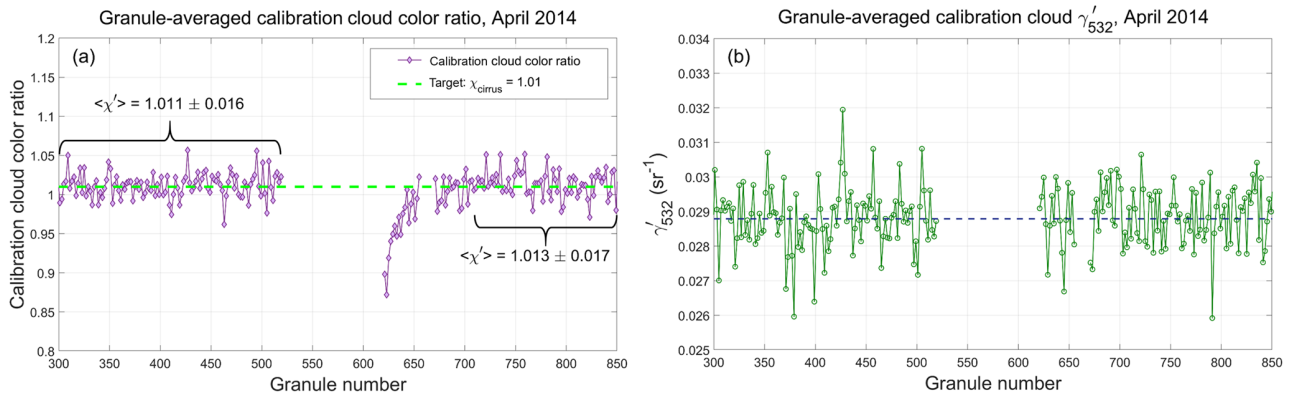 Granule-averaged calibration cloud color ratio, April 2014
(a)
Calibration cloud color ratio
Target: χcirrus = 1.01
<χ′> = 1.011 ± 0.016
<χ′> = 1.013 ± 0.017
1.2
1.15
1.1
1.05
1
0.95
0.9
0.85
0.8
Calibration cloud color ratio
300 350 400 450 500 550 600 650 700 750 800 850
Granule number
Granule-averaged calibration cloud γ′532, April 2014
(b)
0.034
0.033
0.032
0.031
0.03
0.029
0.028
0.027
0.026
0.025
γ′532 (sr⁻¹)
300 350 400 450 500 550 600 650 700 750 800 850
Granule number